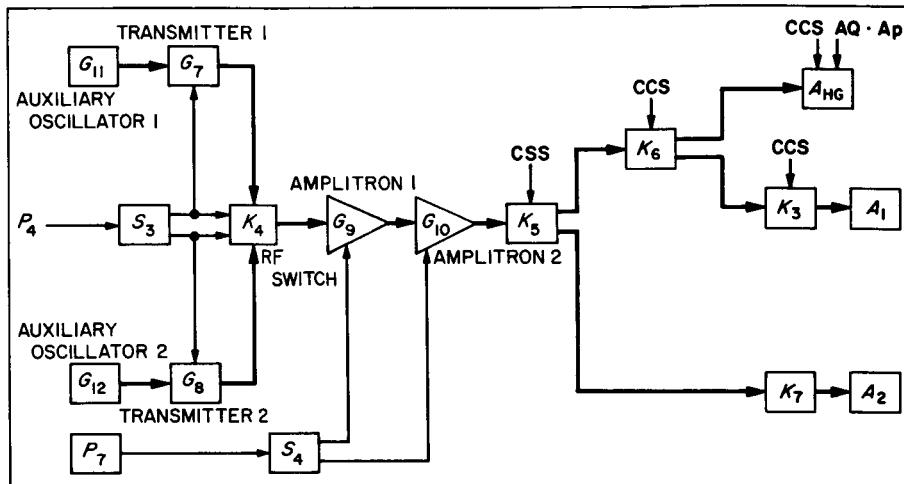 TRANSMITTER 1
CCS AQ · Ap
G11
G7
AHG
AUXILIARY
OSCILLATOR 1
CCS
K6
CSS
CCS
AMPLITRON 1
P4
S3
K4
G9
G10
K5
K3
A1
RF
SWITCH
AMPLITRON 2
AUXILIARY
OSCILLATOR 2
G12
G8
K7
A2
TRANSMITTER 2
P7
S4